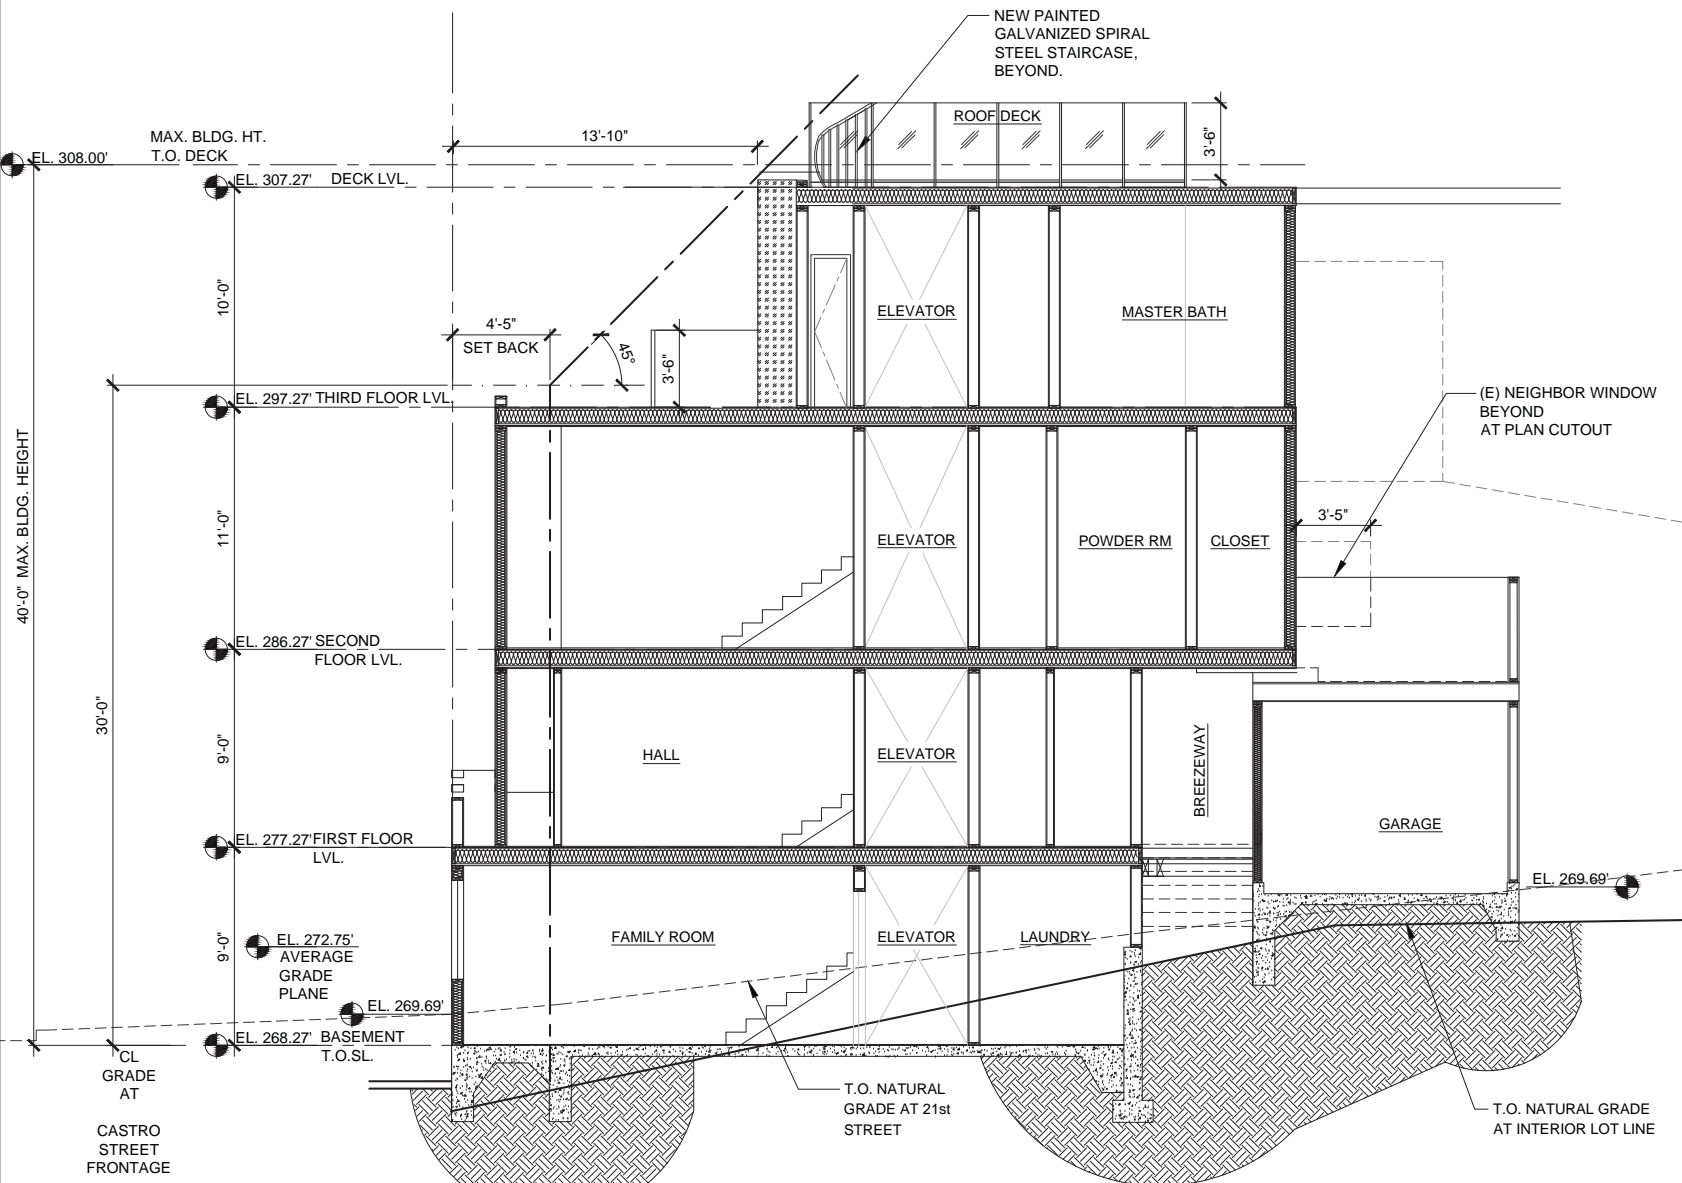 NEW PAINTED
GALVANIZED SPIRAL
STEEL STAIRCASE,
BEYOND.
ROOF DECK
MAX. BLDG. HT.
T.O. DECK
13'-10"
3'-6"
EL. 308.00'
EL. 307.27' DECK LVL.
10'-0"
4'-5"
SET BACK
45°
3'-6"
ELEVATOR
MASTER BATH
EL. 297.27' THIRD FLOOR LVL.
(E) NEIGHBOR WINDOW
BEYOND
AT PLAN CUTOUT
40'-0" MAX. BLDG. HEIGHT
11'-0"
3'-5"
ELEVATOR
POWDER RM
CLOSET
EL. 286.27' SECOND
FLOOR LVL.
30'-0"
9'-0"
HALL
ELEVATOR
BREEZEWAY
GARAGE
EL. 277.27' FIRST FLOOR
LVL.
EL. 269.69'
9'-0"
EL. 272.75'
AVERAGE
GRADE
PLANE
FAMILY ROOM
ELEVATOR
LAUNDRY
EL. 269.69'
EL. 268.27' BASEMENT
T.O.SL.
CL
GRADE
AT
CASTRO
STREET
FRONTAGE
T.O. NATURAL
GRADE AT 21st
STREET
T.O. NATURAL GRADE
AT INTERIOR LOT LINE